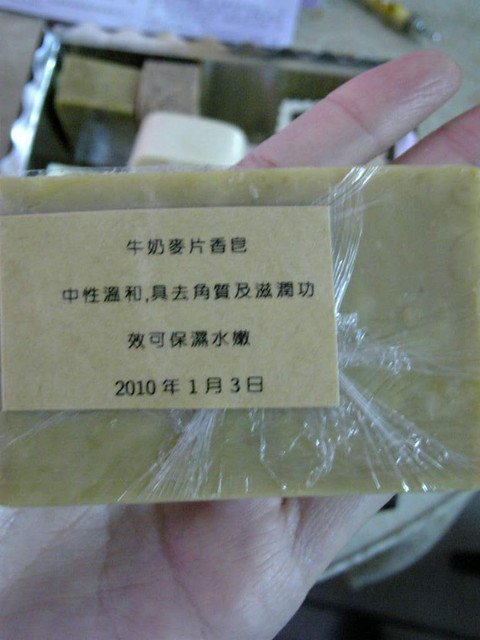 牛奶麥片香皂
中性溫和,具去角質及滋潤功
效可保濕水嫩
2010 年 1 月 3 日